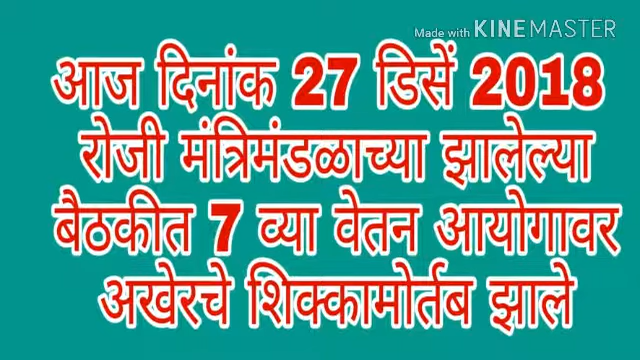 Made with KINEMASTER
आज दिनांक 27 डिसें 2018
रोजी मंत्रिमंडळाच्या झालेल्या
बैठकीत 7 व्या वेतन आयोगावर
अखेरचे शिक्कामोर्तब झाले